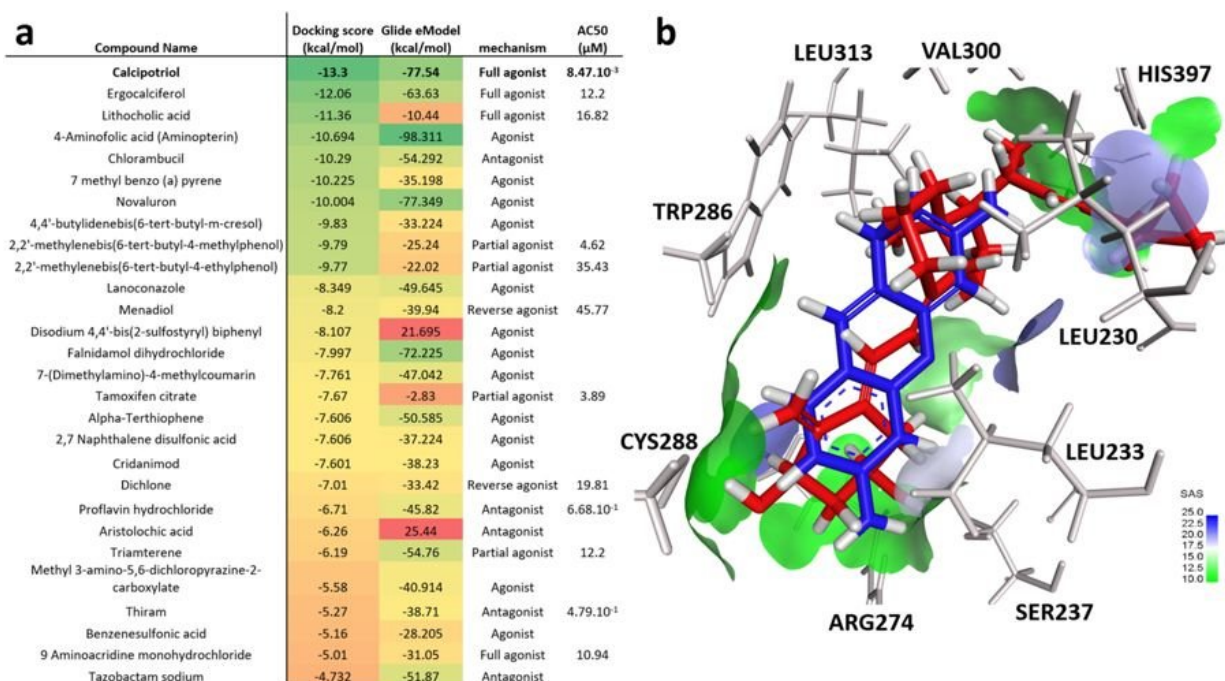 a
Compound Name Docking score (kcal/mol) Glide eModel (kcal/mol) mechanism AC50 (µM)
Calcipotriol -13.3 -77.54 Full agonist 8.47.10⁻³
Ergocalciferol -12.06 -63.63 Full agonist 12.2
Lithocholic acid -11.36 -10.44 Full agonist 16.82
4-Aminofolic acid (Aminopterin) -10.694 -98.311 Agonist
Chlorambucil -10.29 -54.292 Antagonist
7 methyl benzo (a) pyrene -10.225 -35.198 Agonist
Novaluron -10.004 -77.349 Agonist
4,4'-butylidenebis(6-tert-butyl-m-cresol) -9.83 -33.224 Agonist
2,2'-methylenebis(6-tert-butyl-4-methylphenol) -9.79 -25.24 Partial agonist 4.62
2,2'-methylenebis(6-tert-butyl-4-ethylphenol) -9.77 -22.02 Partial agonist 35.43
Lanoconazole -8.349 -49.645 Agonist
Menadiol -8.2 -39.94 Reverse agonist 45.77
Disodium 4,4'-bis(2-sulfostyryl) biphenyl -8.107 21.695 Agonist
Falnidamol dihydrochloride -7.997 -72.225 Agonist
7-(Dimethylamino)-4-methylcoumarin -7.761 -47.042 Agonist
Tamoxifen citrate -7.67 -2.83 Partial agonist 3.89
Alpha-Terthiophene -7.606 -50.585 Agonist
2,7 Naphthalene disulfonic acid -7.606 -37.224 Agonist
Cridanimod -7.601 -38.23 Agonist
Dichlone -7.01 -33.42 Reverse agonist 19.81
Proflavin hydrochloride -6.71 -45.82 Antagonist 6.68.10⁻¹
Aristolochic acid -6.26 25.44 Antagonist
Triamterene -6.19 -54.76 Partial agonist 12.2
Methyl 3-amino-5,6-dichloropyrazine-2-
carboxylate -5.58 -40.914 Agonist
Thiram -5.27 -38.71 Antagonist 4.79.10⁻¹
Benzenesulfonic acid -5.16 -28.205 Agonist
9 Aminoacridine monohydrochloride -5.01 -31.05 Full agonist 10.94
Tazobactam sodium -4.732 -51.87 Antagonist
b
LEU313
VAL300
HIS397
TRP286
LEU230
CYS288
LEU233
SER237
ARG274
SAS
25.0
22.5
20.0
17.5
15.0
12.5
10.0